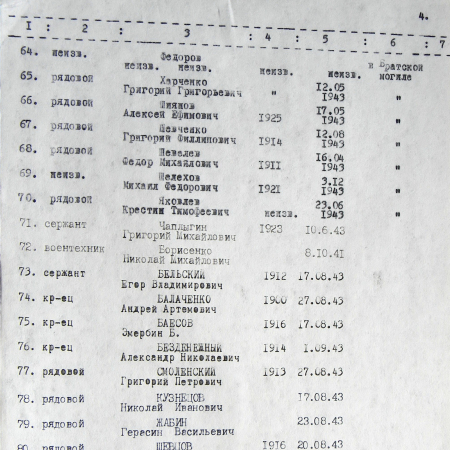 4.
I : 2 : 3 : 4 : 5 : 6 : 7
64. неизв. Федоров неизв. неизв. неизв. неизв. в Братской могиле
65. рядовой Харченко 12.05
Григорий Григорьевич " 1943 "
66. рядовой 17.05
Алексей Ефимович 1925 1943 "
67. рядовой Шевченко 12.08
Григорий Филлипович 1914 1943 "
68. рядовой Шевелев 16.04
Федор Михайлович 1911 1943 "
69. неизв. Шелехов 3.12
Михаил Федорович 1921 1943 "
70. рядовой Яковлев 23.06
Крестин Тимофеевич неизв. 1943 "
71. сержант Чаплыгин 1923 10.6.43
Григорий Михайлович
72. воентехник Борисенко 8.10.41
Николай Михайлович
73. сержант БЕЛЬСКИЙ 1912 17.08.43
Егор Владимирович
74. кр-ец БАЛАЧЕНКО 1900 27.08.43
Андрей Артемович
75. кр-ец БАЕСОВ 1916 17.08.43
Эмербин Б.
76. кр-ец БЕЗДЕНЕЖНЫЙ 1914 1.09.43
Александр Николаевич
77. рядовой СМОЛЕНСКИЙ 1913 27.08.43
Григорий Петрович
78. рядовой КУЗНЕЦОВ 17.08.43
Николай Иванович
79. рядовой ЖАБИН 23.08.43
Герасин Васильевич
80. рядовой ШЕВЦОВ 1916 20.08.43